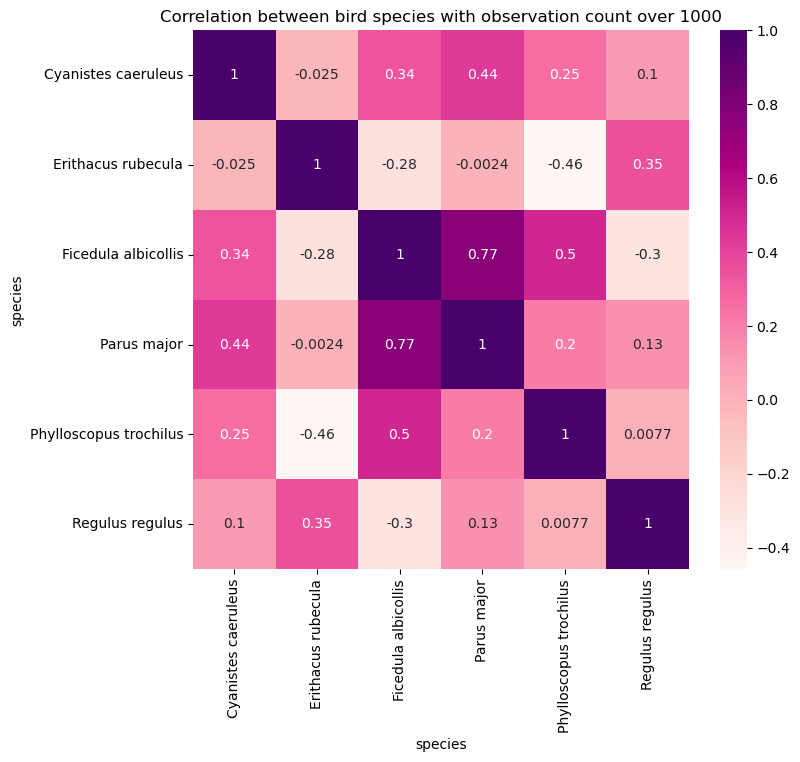 Correlation between bird species with observation count over 1000
Cyanistes caeruleus 1 -0.025 0.34 0.44 0.25 0.1
Erithacus rubecula -0.025 1 -0.28 -0.0024 -0.46 0.35
Ficedula albicollis 0.34 -0.28 1 0.77 0.5 -0.3
Parus major 0.44 -0.0024 0.77 1 0.2 0.13
Phylloscopus trochilus 0.25 -0.46 0.5 0.2 1 0.0077
Regulus regulus 0.1 0.35 -0.3 0.13 0.0077 1
species
Cyanistes caeruleus
Erithacus rubecula
Ficedula albicollis
Parus major
Phylloscopus trochilus
Regulus regulus
species
1.0
0.8
0.6
0.4
0.2
0.0
−0.2
−0.4